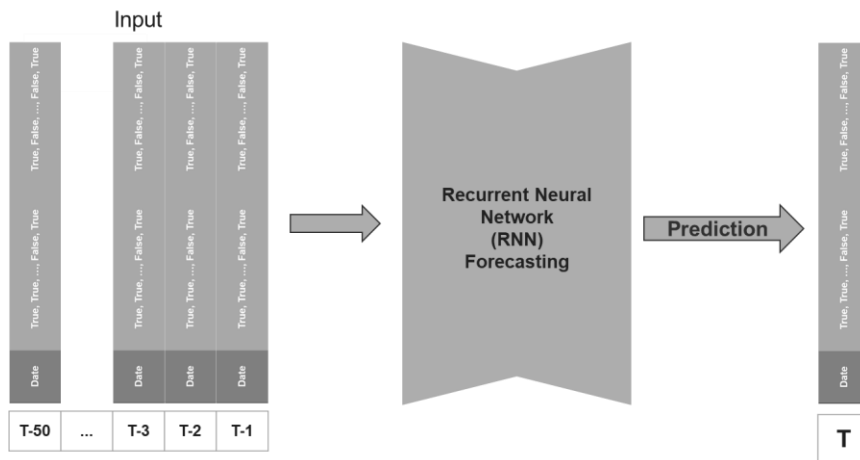 Input
True, True, ..., False, True True, False, ..., False, True
True, True, ..., False, True True, False, ..., False, True
True, True, ..., False, True True, False, ..., False, True
True, True, ..., False, True True, False, ..., False, True
Date
Date
Date
Date
T-50 ... T-3 T-2 T-1
Recurrent Neural
Network
(RNN)
Forecasting
Prediction
True, True, ..., False, True True, False, ..., False, True
Date
T